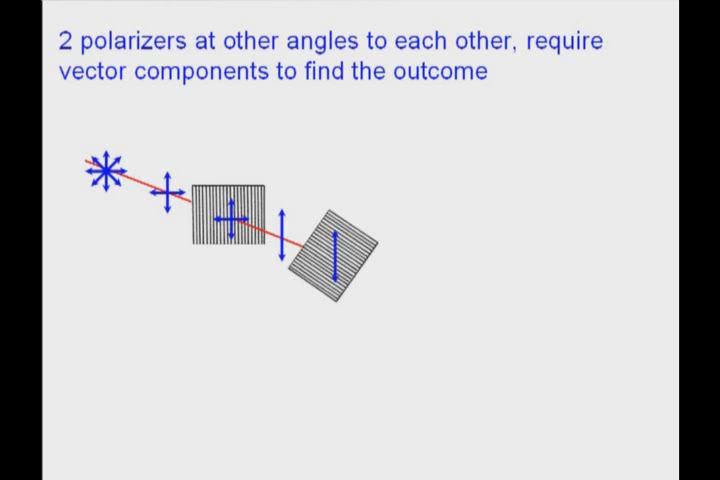 2 polarizers at other angles to each other, require
vector components to find the outcome